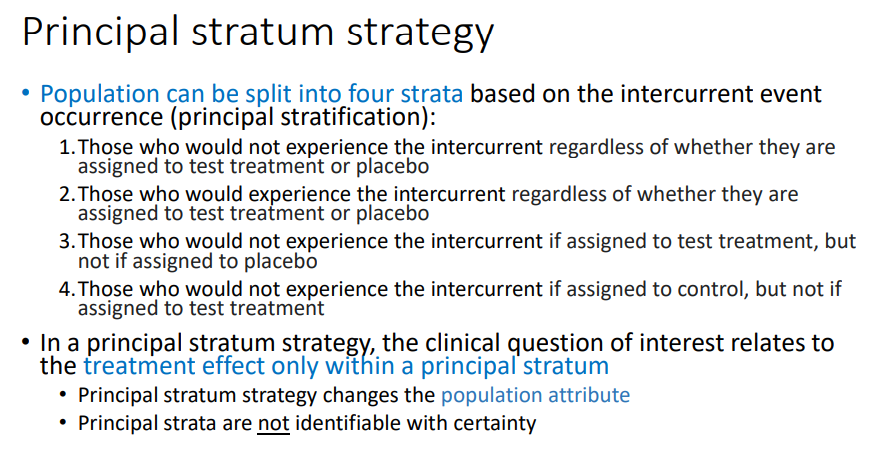 Principal stratum strategy
• Population can be split into four strata based on the intercurrent event
occurrence (principal stratification):
1. Those who would not experience the intercurrent regardless of whether they are
assigned to test treatment or placebo
2. Those who would experience the intercurrent regardless of whether they are
assigned to test treatment or placebo
3. Those who would not experience the intercurrent if assigned to test treatment, but
not if assigned to placebo
4. Those who would not experience the intercurrent if assigned to control, but not if
assigned to test treatment
• In a principal stratum strategy, the clinical question of interest relates to
the treatment effect only within a principal stratum
• Principal stratum strategy changes the population attribute
• Principal strata are not identifiable with certainty